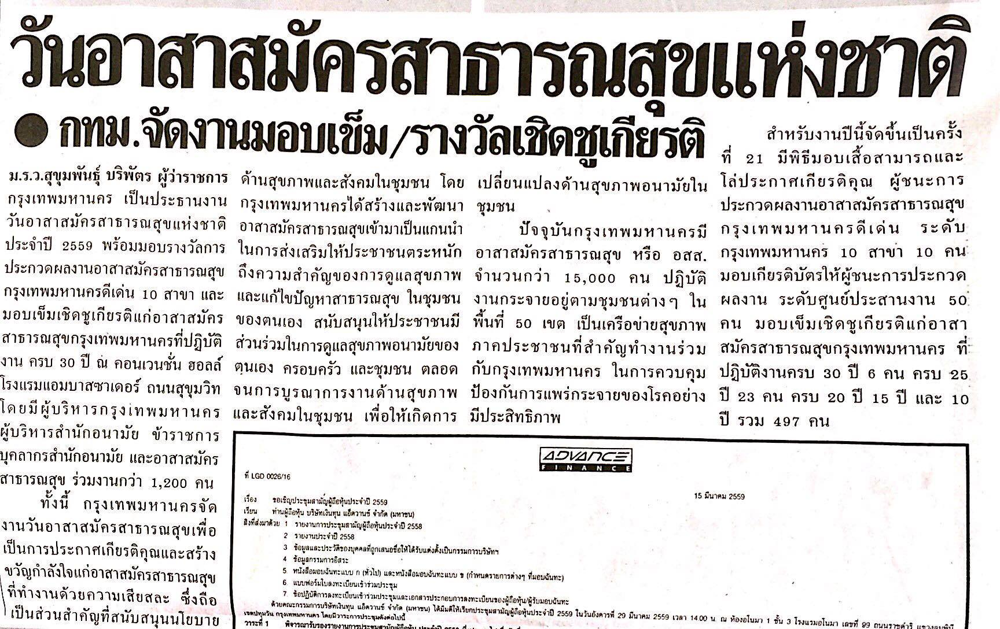 วันอาสาสมัครสาธารณสุขแห่งชาติ
● กทม.จัดงานมอบเข็ม/รางวัลเชิดชูเกียรติ
ม.ร.ว.สุขุมพันธุ์ บริพัตร ผู้ว่าราชการ
กรุงเทพมหานคร เป็นประธานงาน
วันอาสาสมัครสาธารณสุขแห่งชาติ
ประจำปี 2559 พร้อมมอบรางวัลการ
ประกวดผลงานอาสาสมัครสาธารณสุข
กรุงเทพมหานครดีเด่น 10 สาขา และ
มอบเข็มเชิดชูเกียรติแก่อาสาสมัคร
สาธารณสุขกรุงเทพมหานครที่ปฏิบัติ
งาน ครบ 30 ปี ณ คอนเวนชั่น ฮอลล์
โรงแรมแอมบาสซาเดอร์ ถนนสุขุมวิท
โดยมีผู้บริหารกรุงเทพมหานคร
ผู้บริหารสำนักอนามัย ข้าราชการ
บุคลากรสำนักอนามัย และอาสาสมัคร
สาธารณสุข ร่วมงานกว่า 1,200 คน
ทั้งนี้ กรุงเทพมหานครจัด
งานวันอาสาสมัครสาธารณสุขเพื่อ
เป็นการประกาศเกียรติคุณและสร้าง
ขวัญกำลังใจแก่อาสาสมัครสาธารณสุข
ที่ทำงานด้วยความเสียสละ ซึ่งถือ
เป็นส่วนสำคัญที่สนับสนุนนโยบาย
ด้านสุขภาพและสังคมในชุมชน โดย
กรุงเทพมหานครได้สร้างและพัฒนา
อาสาสมัครสาธารณสุขเข้ามาเป็นแกนนำ
ในการส่งเสริมให้ประชาชนตระหนัก
ถึงความสำคัญของการดูแลสุขภาพ
และแก้ไขปัญหาสาธารณสุข ในชุมชน
ของตนเอง สนับสนุนให้ประชาชนมี
ส่วนร่วมในการดูแลสุขภาพอนามัยของ
ตนเอง ครอบครัว และชุมชน ตลอด
จนการบูรณาการงานด้านสุขภาพ
และสังคมในชุมชน เพื่อให้เกิดการ
เปลี่ยนแปลงด้านสุขภาพอนามัยใน
ชุมชน
ปัจจุบันกรุงเทพมหานครมี
อาสาสมัครสาธารณสุข หรือ อสส.
จำนวนกว่า 15,000 คน ปฏิบัติ
งานกระจายอยู่ตามชุมชนต่างๆ ใน
พื้นที่ 50 เขต เป็นเครือข่ายสุขภาพ
ภาคประชาชนที่สำคัญทำงานร่วม
กับกรุงเทพมหานคร ในการควบคุม
ป้องกันการแพร่กระจายของโรคอย่าง
มีประสิทธิภาพ
สำหรับงานปีนี้จัดขึ้นเป็นครั้ง
ที่ 21 มีพิธีมอบเสื้อสามารถและ
โล่ประกาศเกียรติคุณ ผู้ชนะการ
ประกวดผลงานอาสาสมัครสาธารณสุข
กรุงเทพมหานครดีเด่น ระดับ
กรุงเทพมหานคร 10 สาขา 10 คน
มอบเกียรติบัตรให้ผู้ชนะการประกวด
ผลงาน ระดับศูนย์ประสานงาน 50
คน มอบเข็มเชิดชูเกียรติแก่อาสา
สมัครสาธารณสุขกรุงเทพมหานคร ที่
ปฏิบัติงานครบ 30 ปี 6 คน ครบ 25
ปี 23 คน ครบ 20 ปี 15 ปี และ 10
ปี รวม 497 คน
ADVANCE
FINANCE
ที่ LGD 0026/16
15 มีนาคม 2559
เรื่อง ขอเชิญประชุมสามัญผู้ถือหุ้นประจำปี 2559
เรียน ท่านผู้ถือหุ้น บริษัทเงินทุน แอ็ดวานซ์ จำกัด (มหาชน)
สิ่งที่ส่งมาด้วย 1 รายงานการประชุมสามัญผู้ถือหุ้นประจำปี 2558
2 รายงานประจำปี 2558
3 ข้อมูลและประวัติของบุคคลที่ถูกเสนอชื่อให้ได้รับแต่งตั้งเป็นกรรมการบริษัทฯ
4 ข้อมูลกรรมการอิสระ
5. หนังสือมอบฉันทะแบบ ก (ทั่วไป) และหนังสือมอบฉันทะแบบ ข (กำหนดรายการต่างๆ ที่มอบฉันทะ)
6. แบบฟอร์มใบลงทะเบียนเข้าร่วมประชุม
7. ข้อปฏิบัติการลงทะเบียนเข้าร่วมประชุมและเอกสารประกอบการลงทะเบียนของผู้ถือหุ้น/ผู้รับมอบฉันทะ
ด้วยคณะกรรมการบริษัทเงินทุน แอ็ดวานซ์ จำกัด (มหาชน) ได้มีมติให้เรียกประชุมสามัญผู้ถือหุ้นประจำปี 2559 ในวันอังคารที่ 29 มีนาคม 2559 เวลา 14.00 น. ณ ห้องอโนมา 1 ชั้น 3 โรงแรมอโนมา เลขที่ 99 ถนนราชดำริ แขวงลุมพินี
เขตปทุมวัน กรุงเทพมหานคร โดยมีวาระการประชุมดังต่อไปนี้
วาระที่ 1 พิจารณารับรองรายงานการประชุมสามัญผู้ถือหุ้น